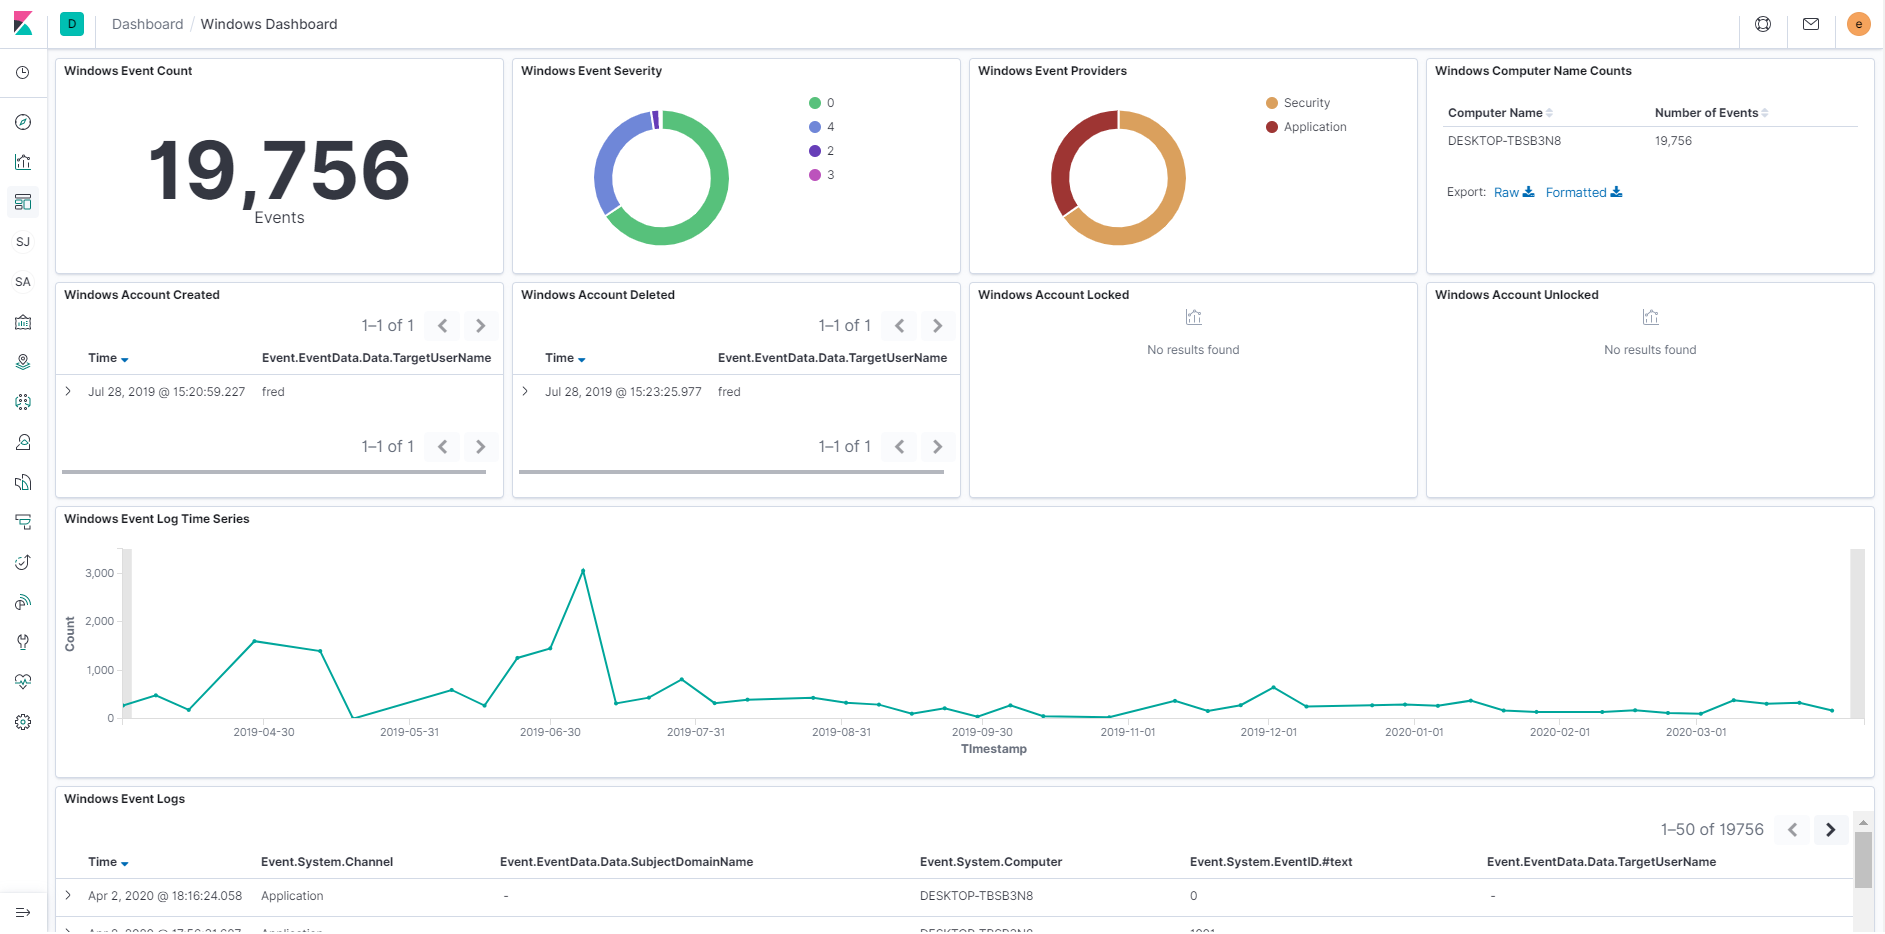 D
Dashboard / Windows Dashboard
e
SJ
SA
Windows Event Count
19,756
Events
Windows Event Severity
0
4
2
3
Windows Event Providers
Security
Application
Windows Computer Name Counts
Computer Name Number of Events
DESKTOP-TBSB3N8 19,756
Export: Raw Formatted
Windows Account Created
1–1 of 1
Time Event.EventData.Data.TargetUserName
Jul 28, 2019 @ 15:20:59.227 fred
1–1 of 1
Windows Account Deleted
1–1 of 1
Time Event.EventData.Data.TargetUserName
Jul 28, 2019 @ 15:23:25.977 fred
1–1 of 1
Windows Account Locked
No results found
Windows Account Unlocked
No results found
Windows Event Log Time Series
Count
3,000
2,000
1,000
0
2019-04-30 2019-05-31 2019-06-30 2019-07-31 2019-08-31 2019-09-30 2019-11-01 2019-12-01 2020-01-01 2020-02-01 2020-03-01
TImestamp
Windows Event Logs
1–50 of 19756
Time Event.System.Channel Event.EventData.Data.SubjectDomainName Event.System.Computer Event.System.EventID.#text Event.EventData.Data.TargetUserName
Apr 2, 2020 @ 18:16:24.058 Application - DESKTOP-TBSB3N8 0 -
Application DESKTOP-TBSB3N8